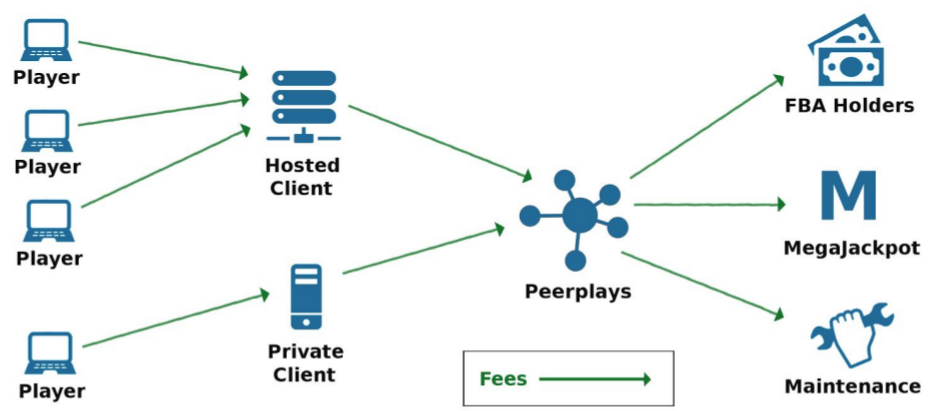 Player
Player
Player
Player
Hosted
Client
Private
Client
Peerplays
Fees
FBA Holders
M
MegaJackpot
Maintenance